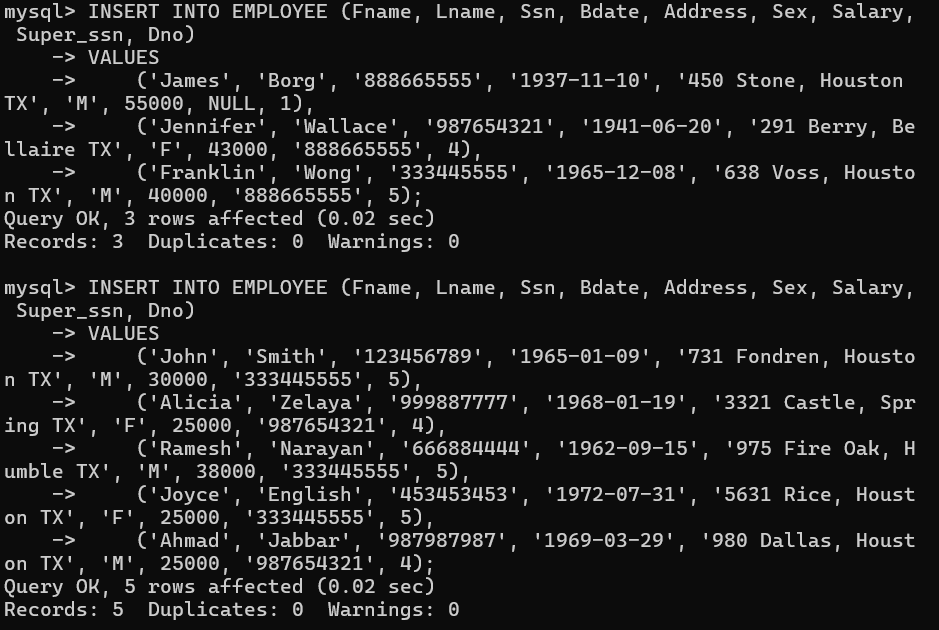 mysql> INSERT INTO EMPLOYEE (Fname, Lname, Ssn, Bdate, Address, Sex, Salary,
 Super_ssn, Dno)
    -> VALUES
    ->     ('James', 'Borg', '888665555', '1937-11-10', '450 Stone, Houston
TX', 'M', 55000, NULL, 1),
    ->     ('Jennifer', 'Wallace', '987654321', '1941-06-20', '291 Berry, Be
llaire TX', 'F', 43000, '888665555', 4),
    ->     ('Franklin', 'Wong', '333445555', '1965-12-08', '638 Voss, Housto
n TX', 'M', 40000, '888665555', 5);
Query OK, 3 rows affected (0.02 sec)
Records: 3  Duplicates: 0  Warnings: 0

mysql> INSERT INTO EMPLOYEE (Fname, Lname, Ssn, Bdate, Address, Sex, Salary,
 Super_ssn, Dno)
    -> VALUES
    ->     ('John', 'Smith', '123456789', '1965-01-09', '731 Fondren, Housto
n TX', 'M', 30000, '333445555', 5),
    ->     ('Alicia', 'Zelaya', '999887777', '1968-01-19', '3321 Castle, Spr
ing TX', 'F', 25000, '987654321', 4),
    ->     ('Ramesh', 'Narayan', '666884444', '1962-09-15', '975 Fire Oak, H
umble TX', 'M', 38000, '333445555', 5),
    ->     ('Joyce', 'English', '453453453', '1972-07-31', '5631 Rice, Houst
on TX', 'F', 25000, '333445555', 5),
    ->     ('Ahmad', 'Jabbar', '987987987', '1969-03-29', '980 Dallas, Houst
on TX', 'M', 25000, '987654321', 4);
Query OK, 5 rows affected (0.02 sec)
Records: 5  Duplicates: 0  Warnings: 0